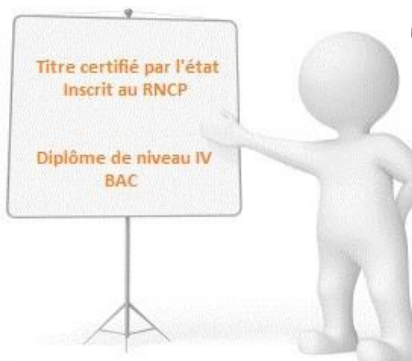 Titre certifié par l'état
Inscrit au RNCP
Diplôme de niveau IV
BAC